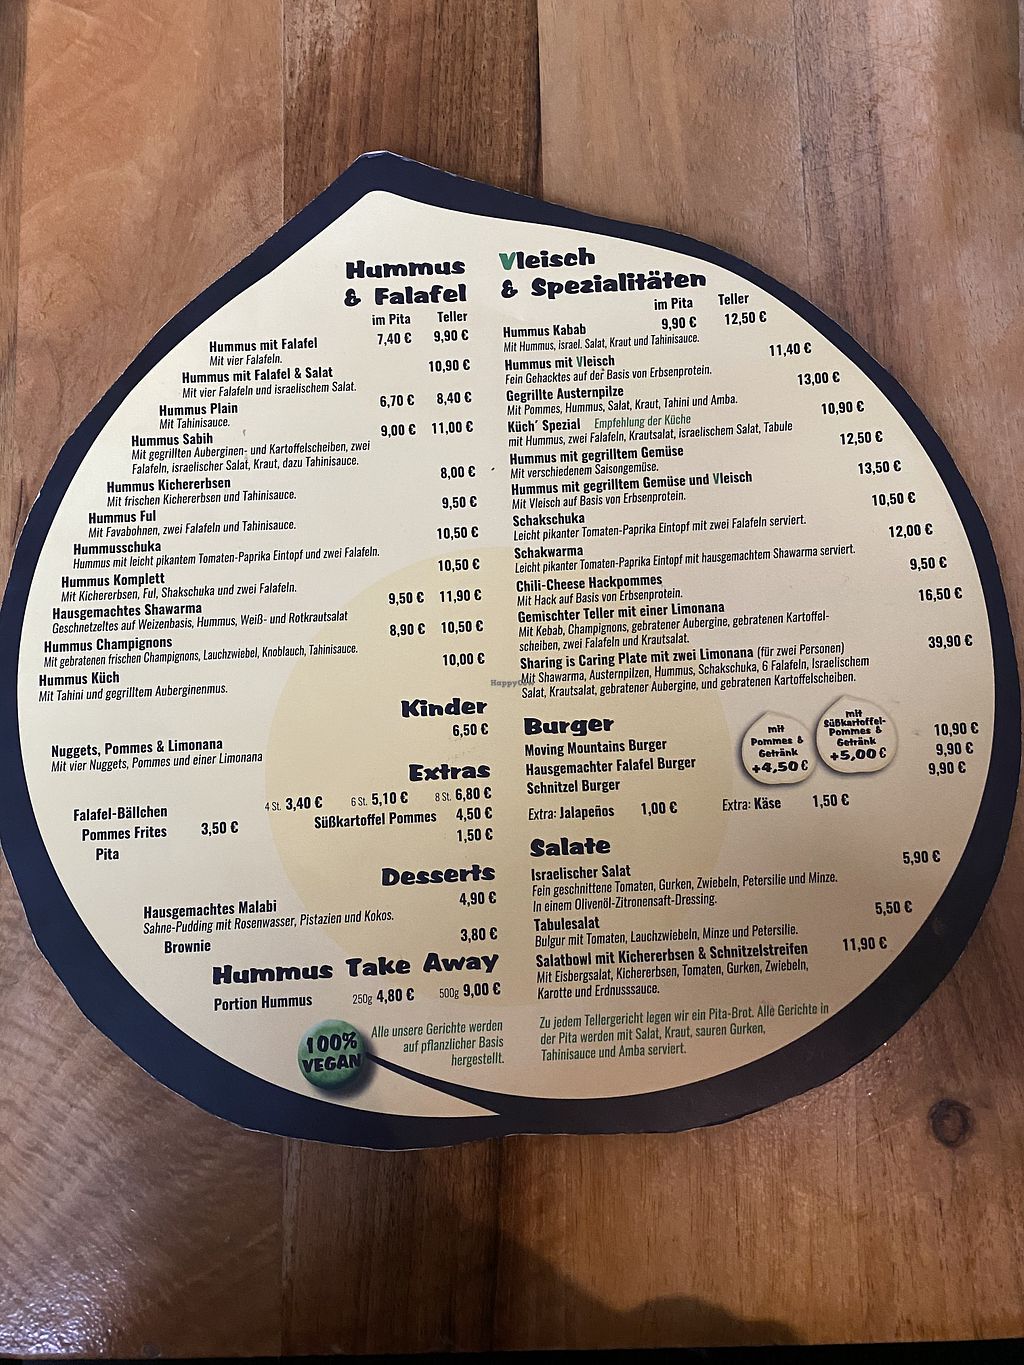 Hummus
& Falafel
im Pita Teller
Hummus mit Falafel 7,40 € 9,90 €
Mit vier Falafeln.
Hummus mit Falafel & Salat 10,90 €
Mit vier Falafeln und israelischem Salat.
Hummus Plain 6,70 € 8,40 €
Mit Tahinisauce.
Hummus Sabih 9,00 € 11,00 €
Mit gegrillten Auberginen- und Kartoffelscheiben, zwei
Falafeln, israelischer Salat, Kraut, dazu Tahinisauce.
Hummus Kichererbsen 8,00 €
Mit frischen Kichererbsen und Tahinisauce.
Hummus Ful 9,50 €
Mit Favabohnen, zwei Falafeln und Tahinisauce.
Hummusschuka 10,50 €
Hummus mit leicht pikantem Tomaten-Paprika Eintopf und zwei Falafeln.
Hummus Komplett 10,50 €
Mit Kichererbsen, Ful, Shakschuka und zwei Falafeln.
Hausgemachtes Shawarma 9,50 € 11,90 €
Geschnetzeltes auf Weizenbasis, Hummus, Weiß- und Rotkrautsalat
Hummus Champignons 8,90 € 10,50 €
Mit gebratenen frischen Champignons, Lauchzwiebel, Knoblauch, Tahinisauce.
Hummus Küch 10,00 €
Mit Tahini und gegrilltem Auberginenmus.
Kinder
Nuggets, Pommes & Limonana 6,50 €
Mit vier Nuggets, Pommes und einer Limonana
Extras
Falafel-Bällchen 4 St. 3,40 € 6 St. 5,10 € 8 St. 6,80 €
Pommes Frites 3,50 € Süßkartoffel Pommes 4,50 €
Pita 1,50 €
Desserts
Hausgemachtes Malabi 4,90 €
Sahne-Pudding mit Rosenwasser, Pistazien und Kokos.
Brownie 3,80 €
Hummus Take Away
Portion Hummus 250g 4,80 € 500g 9,00 €
100%
VEGAN
Alle unsere Gerichte werden
auf pflanzlicher Basis
hergestellt.
Vleisch
& Spezialitäten
im Pita Teller
Hummus Kabab 9,90 € 12,50 €
Mit Hummus, Israel. Salat, Kraut und Tahinisauce.
Hummus mit Vleisch 11,40 €
Fein Gehacktes auf der Basis von Erbsenprotein.
Gegrillte Austernpilze 13,00 €
Mit Pommes, Hummus, Salat, Kraut, Tahini und Amba.
Küch´ Spezial Empfehlung der Küche 10,90 €
mit Hummus, zwei Falafeln, Krautsalat, israelischem Salat, Tabule
Hummus mit gegrilltem Gemüse 12,50 €
Mit verschiedenem Saisongemüse.
Hummus mit gegrilltem Gemüse und Vleisch 13,50 €
Mit Vleisch auf Basis von Erbsenprotein.
Schakschuka 10,50 €
Leicht pikanter Tomaten-Paprika Eintopf mit zwei Falafeln serviert.
Schakwarma 12,00 €
Leicht pikanter Tomaten-Paprika Eintopf mit hausgemachtem Shawarma serviert.
Chili-Cheese Hackpommes 9,50 €
Mit Hack auf Basis von Erbsenprotein.
Gemischter Teller mit einer Limonana 16,50 €
Mit Kebab, Champignons, gebratener Aubergine, gebratenen Kartoffel-
scheiben, zwei Falafeln und Krautsalat.
Sharing is Caring Plate mit zwei Limonana (für zwei Personen) 39,90 €
Mit Shawarma, Austernpilzen, Hummus, Schakschuka, 6 Falafeln, Israelischem
Salat, Krautsalat, gebratener Aubergine, und gebratenen Kartoffelscheiben.
HappyCow
Burger
Moving Mountains Burger 10,90 €
Hausgemachter Falafel Burger 9,90 €
Schnitzel Burger 9,90 €
mit
Pommes &
Getränk
+4,50 €
mit
Süßkartoffel-
Pommes &
Getränk
+5,00 €
Extra: Jalapeños 1,00 € Extra: Käse 1,50 €
Salate
Israelischer Salat 5,90 €
Fein geschnittene Tomaten, Gurken, Zwiebeln, Petersilie und Minze.
In einem Olivenöl-Zitronensaft-Dressing.
Tabulesalat 5,50 €
Bulgur mit Tomaten, Lauchzwiebeln, Minze und Petersilie.
Salatbowl mit Kichererbsen & Schnitzelstreifen 11,90 €
Mit Eisbergsalat, Kichererbsen, Tomaten, Gurken, Zwiebeln,
Karotte und Erdnusssauce.
Zu jedem Tellergericht legen wir ein Pita-Brot. Alle Gerichte in
der Pita werden mit Salat, Kraut, sauren Gurken,
Tahinisauce und Amba serviert.